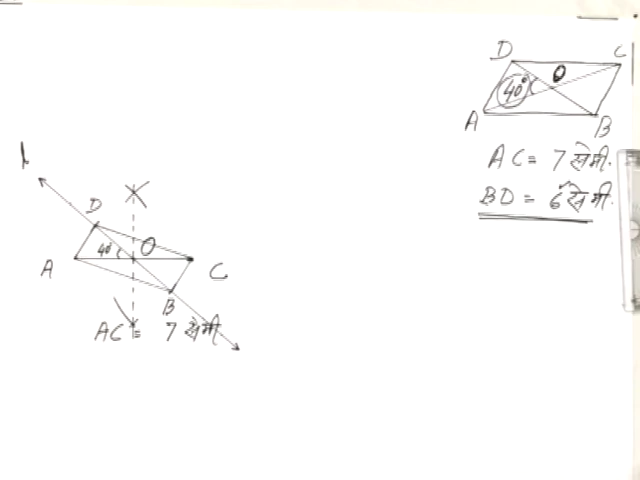 D C
O
40°
A B
AC = 7 सेमी.
BD = 6 सेमी.
l
D
40° O
A C
B
AC = 7 सेमी